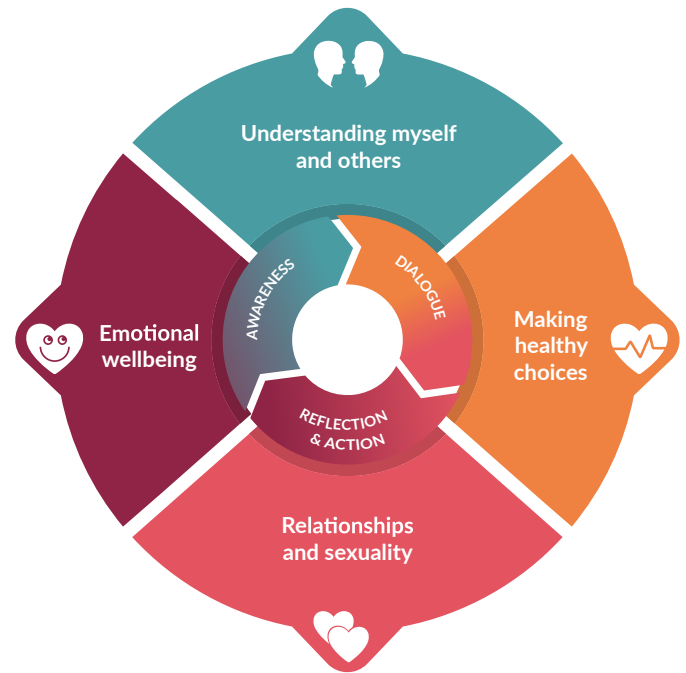 Understanding myself
and others
Making
healthy
choices
Relationships
and sexuality
Emotional
wellbeing
AWARENESS
DIALOGUE
REFLECTION
& ACTION